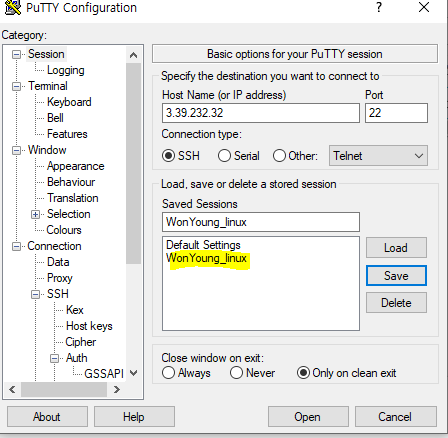 PuTTY Configuration
Category:
Session
Logging
Terminal
Keyboard
Bell
Features
Window
Appearance
Behaviour
Translation
Selection
Colours
Connection
Data
Proxy
SSH
Kex
Host keys
Cipher
Auth
GSSAPI
Basic options for your PuTTY session
Specify the destination you want to connect to
Host Name (or IP address) Port
3.39.232.32 22
Connection type:
SSH Serial Other: Telnet
Load, save or delete a stored session
Saved Sessions
WonYoung_linux
Default Settings
WonYoung_linux
Load
Save
Delete
Close window on exit:
Always Never Only on clean exit
About Help Open Cancel